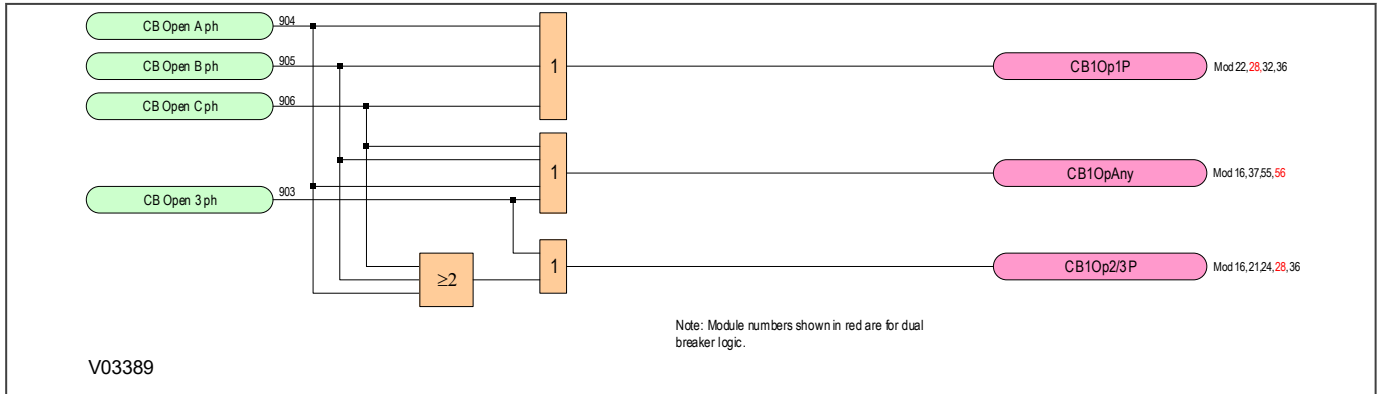 CB Open A ph
904
CB Open B ph
905
1
CB1Op1P
Mod 22,28,32,36
CB Open C ph
906
1
CB1OpAny
Mod 16,37,55,56
CB Open 3 ph
903
≥2
1
CB1Op2/3P
Mod 16,21,24,28,36
Note: Module numbers shown in red are for dual
breaker logic.
V03389